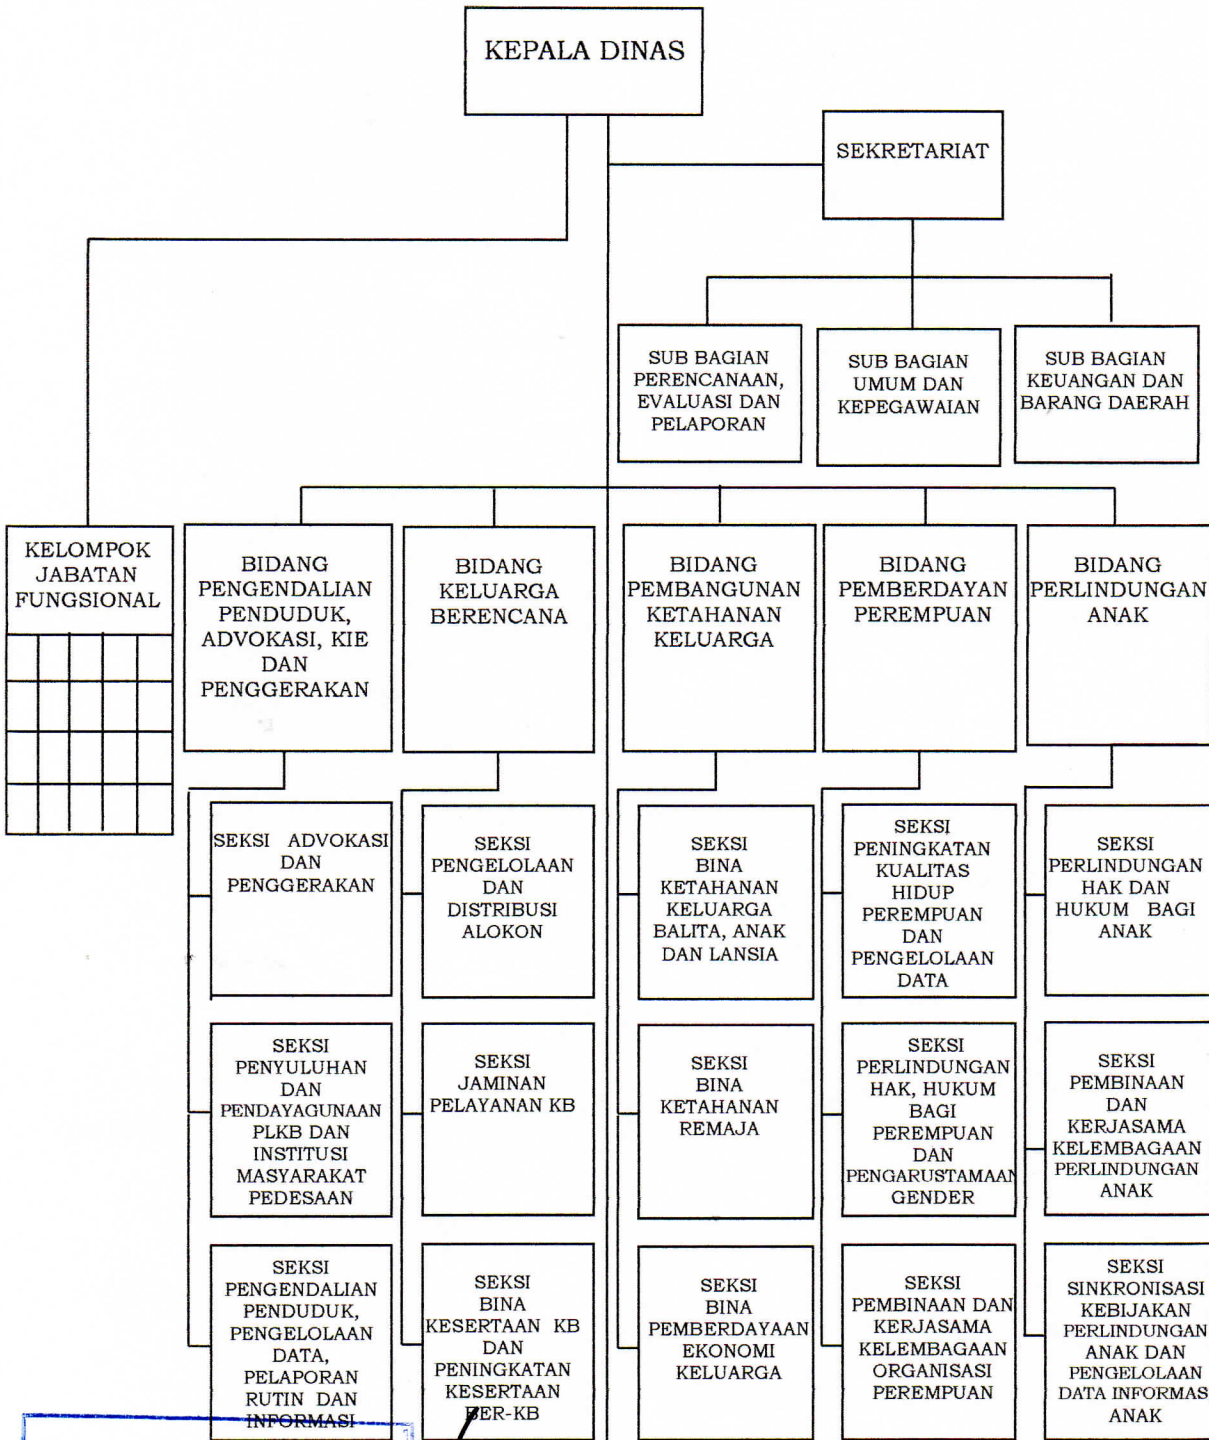 KEPALA DINAS
SEKRETARIAT
SUB BAGIAN
PERENCANAAN,
EVALUASI DAN
PELAPORAN
SUB BAGIAN
UMUM DAN
KEPEGAWAIAN
SUB BAGIAN
KEUANGAN DAN
BARANG DAERAH
KELOMPOK
JABATAN
FUNGSIONAL
BIDANG
PENGENDALIAN
PENDUDUK,
ADVOKASI, KIE
DAN
PENGGERAKAN
BIDANG
KELUARGA
BERENCANA
BIDANG
PEMBANGUNAN
KETAHANAN
KELUARGA
BIDANG
PEMBERDAYAN
PEREMPUAN
BIDANG
PERLINDUNGAN
ANAK
SEKSI ADVOKASI
DAN
PENGGERAKAN
SEKSI
PENGELOLAAN
DAN
DISTRIBUSI
ALOKON
SEKSI
BINA
KETAHANAN
KELUARGA
BALITA, ANAK
DAN LANSIA
SEKSI
PENINGKATAN
KUALITAS
HIDUP
PEREMPUAN
DAN
PENGELOLAAN
DATA
SEKSI
PERLINDUNGAN
HAK DAN
HUKUM BAGI
ANAK
SEKSI
PENYULUHAN
DAN
PENDAYAGUNAAN
PLKB DAN
INSTITUSI
MASYARAKAT
PEDESAAN
SEKSI
JAMINAN
PELAYANAN KB
SEKSI
BINA
KETAHANAN
REMAJA
SEKSI
PERLINDUNGAN
HAK, HUKUM
BAGI
PEREMPUAN
DAN
PENGARUSTAMAAN
GENDER
SEKSI
PEMBINAAN
DAN
KERJASAMA
KELEMBAGAAN
PERLINDUNGAN
ANAK
SEKSI
PENGENDALIAN
PENDUDUK,
PENGELOLAAN
DATA,
PELAPORAN
RUTIN DAN
INFORMASI
SEKSI
BINA
KESERTAAN KB
DAN
PENINGKATAN
KESERTAAN
BER-KB
SEKSI
BINA
PEMBERDAYAAN
EKONOMI
KELUARGA
SEKSI
PEMBINAAN DAN
KERJASAMA
KELEMBAGAAN
ORGANISASI
PEREMPUAN
SEKSI
SINKRONISASI
KEBIJAKAN
PERLINDUNGAN
ANAK DAN
PENGELOLAAN
DATA INFORMAS
ANAK